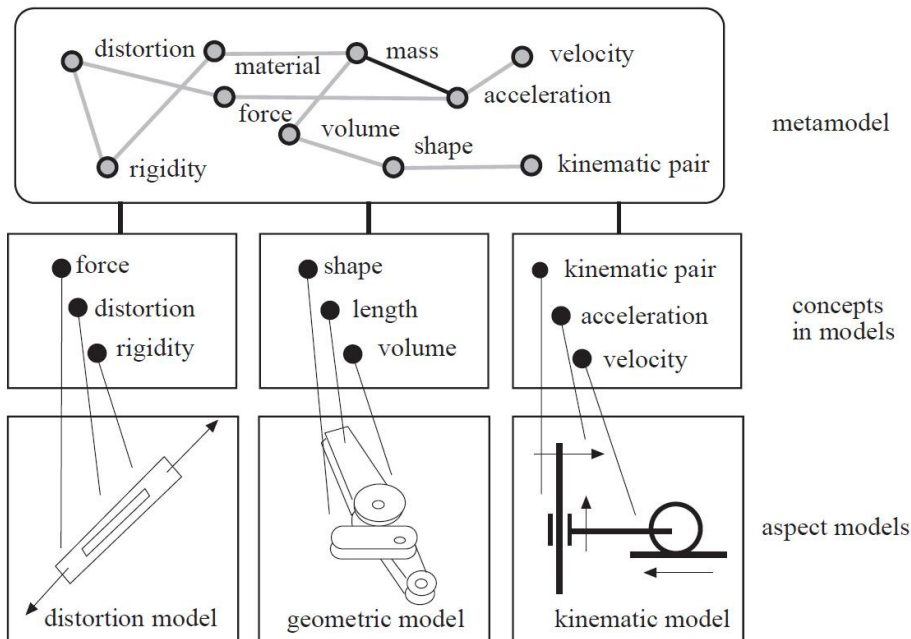 distortion
material
mass
velocity
force
acceleration
volume
shape
rigidity
kinematic pair
metamodel
force
distortion
rigidity
shape
length
volume
kinematic pair
acceleration
velocity
concepts
in models
distortion model
geometric model
kinematic model
aspect models